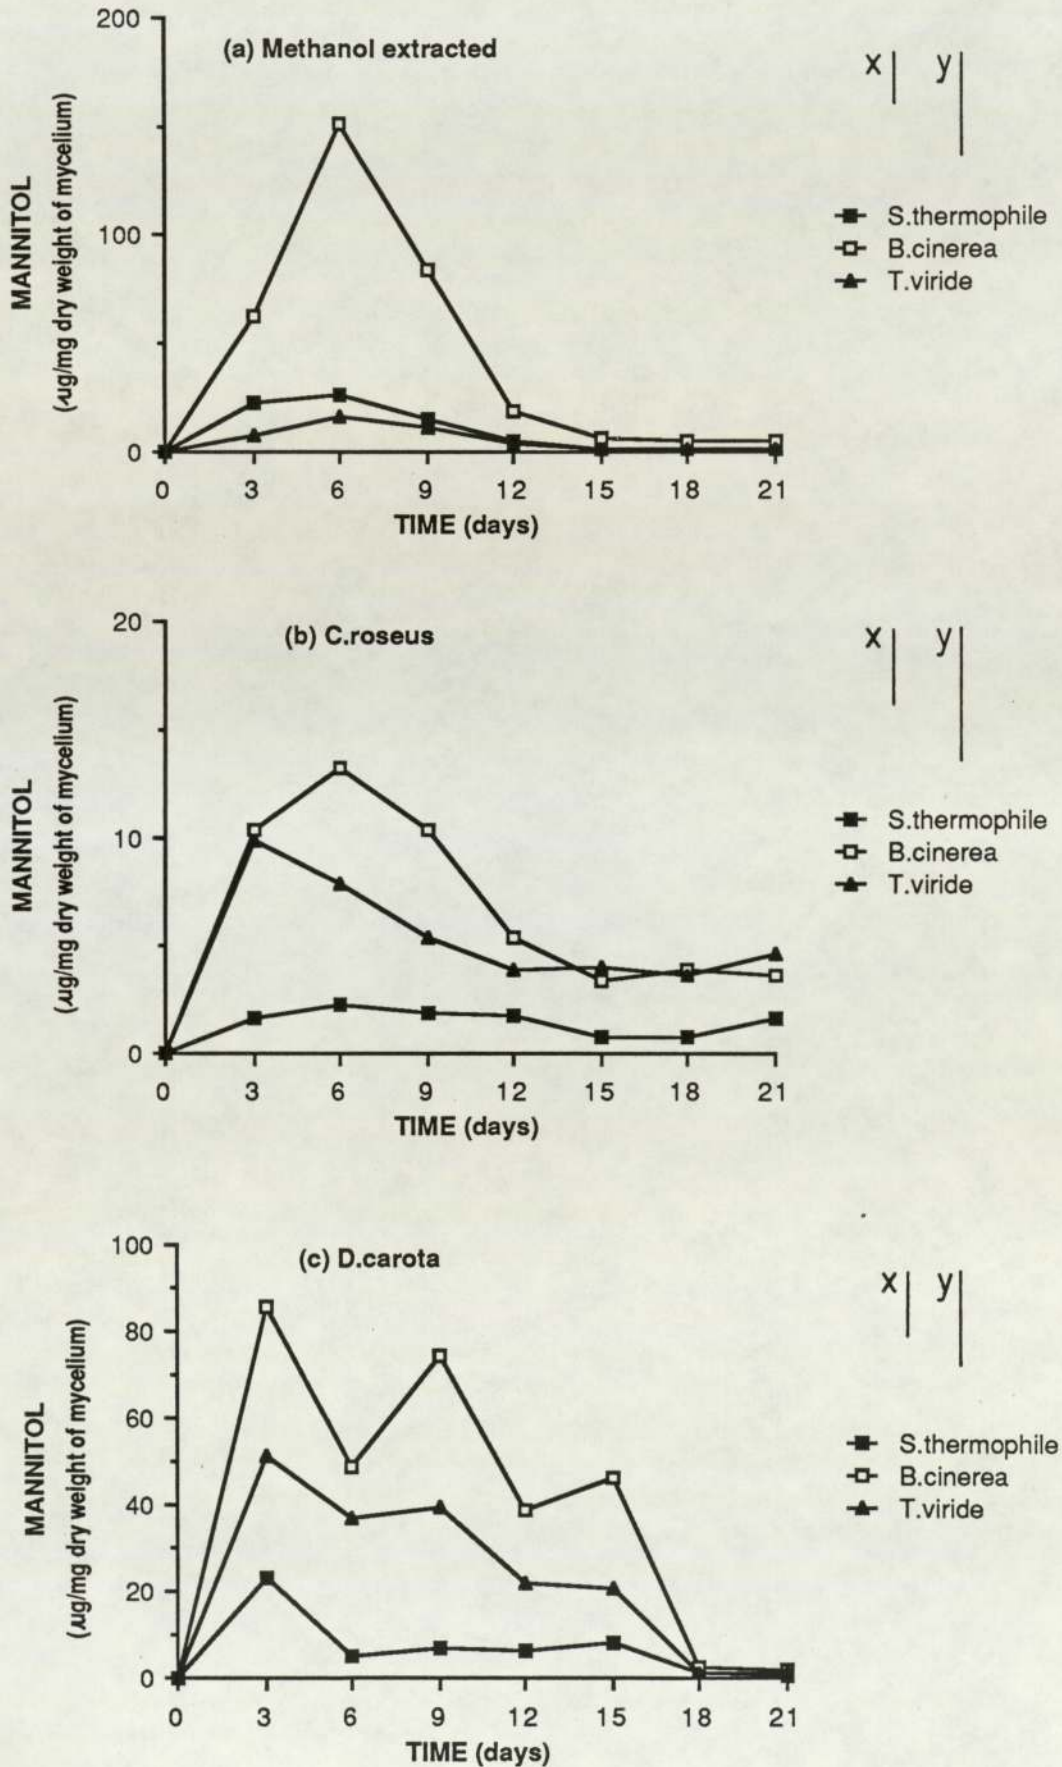 200
(a) Methanol extracted
x y
MANNITOL
(µg/mg dry weight of mycelium)
100
0
S.thermophile
B.cinerea
T.viride
0 3 6 9 12 15 18 21
TIME (days)
20
(b) C.roseus
x y
MANNITOL
(µg/mg dry weight of mycelium)
10
0
S.thermophile
B.cinerea
T.viride
0 3 6 9 12 15 18 21
TIME (days)
100
(c) D.carota
x y
80
MANNITOL
(µg/mg dry weight of mycelium)
60
40
20
0
S.thermophile
B.cinerea
T.viride
0 3 6 9 12 15 18 21
TIME (days)